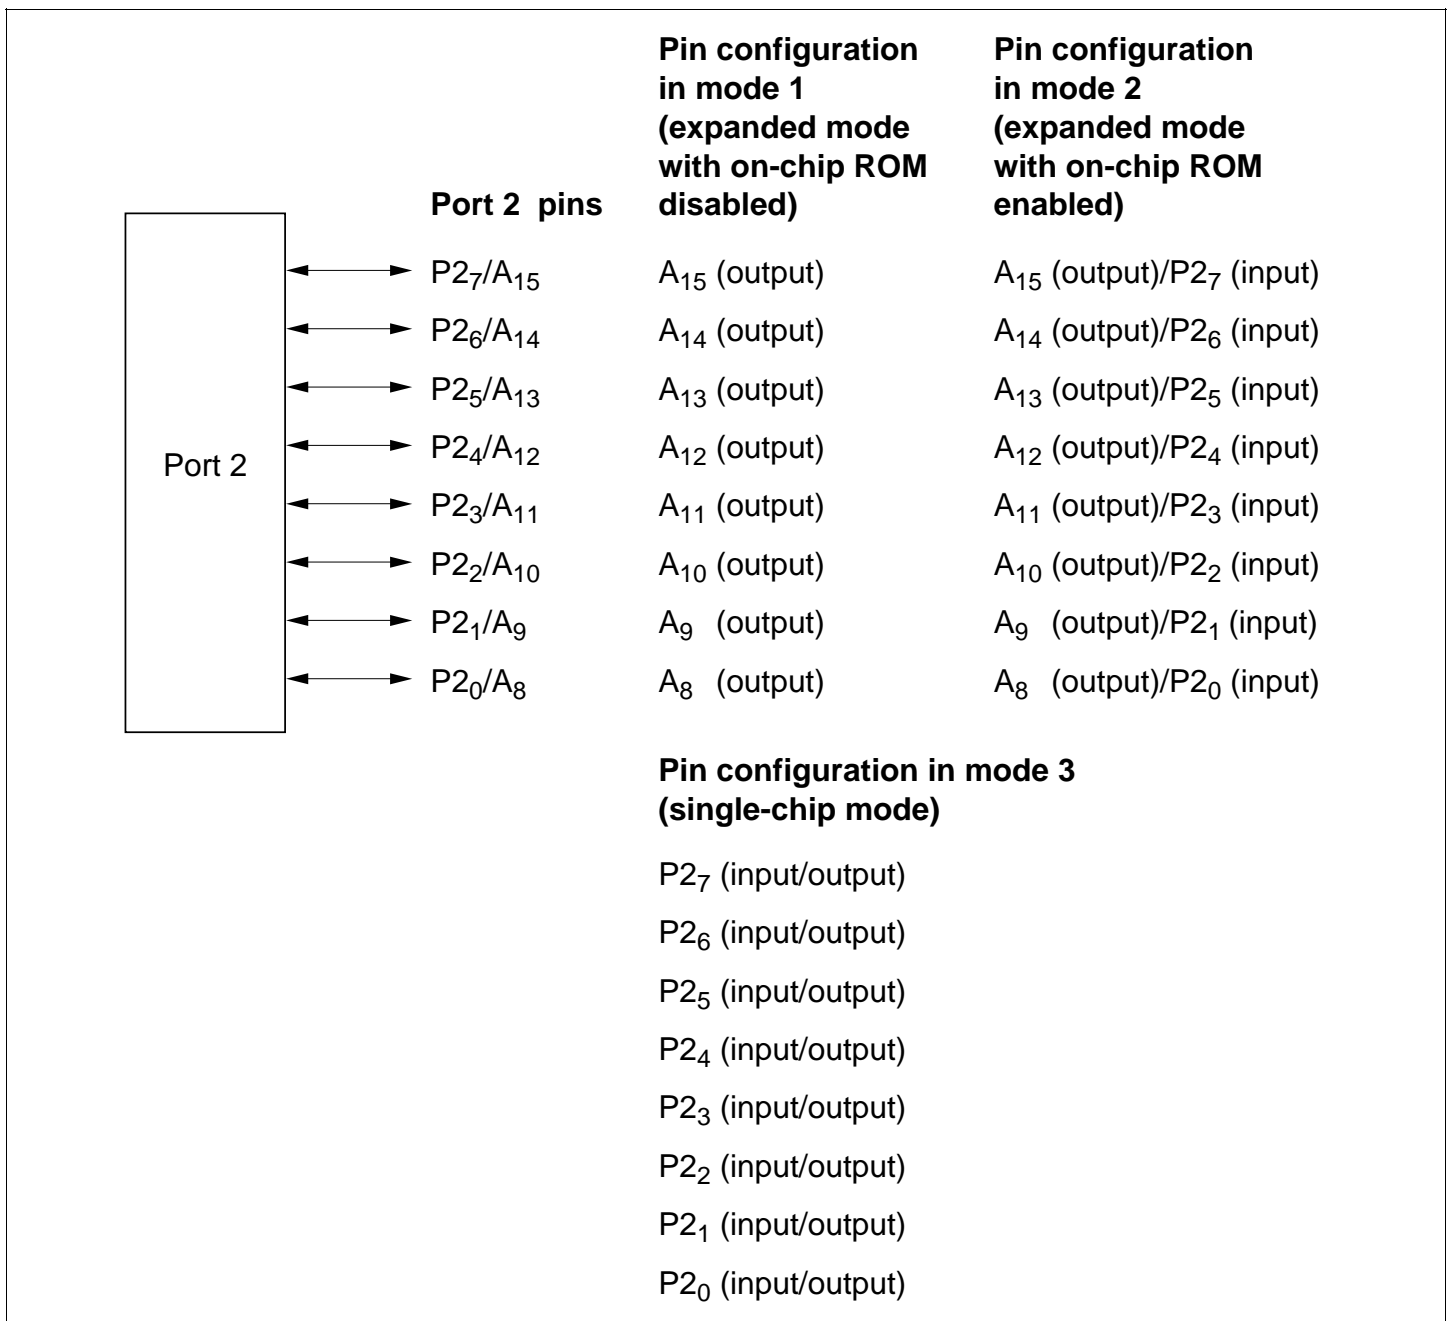 Pin configuration
in mode 1
(expanded mode
with on-chip ROM
disabled)
Pin configuration
in mode 2
(expanded mode
with on-chip ROM
enabled)
Port 2 pins
Port 2
P2₇/A₁₅ A₁₅ (output) A₁₅ (output)/P2₇ (input)
P2₆/A₁₄ A₁₄ (output) A₁₄ (output)/P2₆ (input)
P2₅/A₁₃ A₁₃ (output) A₁₃ (output)/P2₅ (input)
P2₄/A₁₂ A₁₂ (output) A₁₂ (output)/P2₄ (input)
P2₃/A₁₁ A₁₁ (output) A₁₁ (output)/P2₃ (input)
P2₂/A₁₀ A₁₀ (output) A₁₀ (output)/P2₂ (input)
P2₁/A₉ A₉ (output) A₉ (output)/P2₁ (input)
P2₀/A₈ A₈ (output) A₈ (output)/P2₀ (input)
Pin configuration in mode 3
(single-chip mode)
P2₇ (input/output)
P2₆ (input/output)
P2₅ (input/output)
P2₄ (input/output)
P2₃ (input/output)
P2₂ (input/output)
P2₁ (input/output)
P2₀ (input/output)